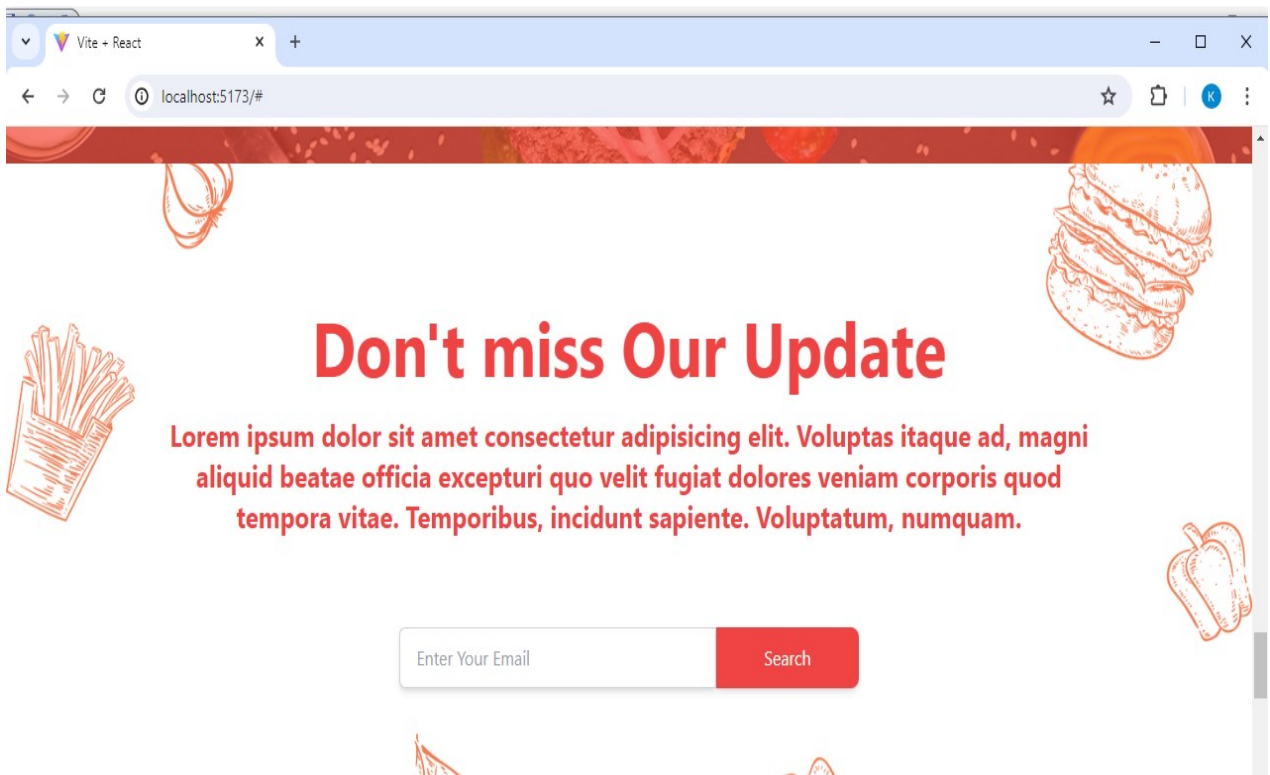 Vite + React
localhost:5173/#
K
Don't miss Our Update
Lorem ipsum dolor sit amet consectetur adipisicing elit. Voluptas itaque ad, magni
aliquid beatae officia excepturi quo velit fugiat dolores veniam corporis quod
tempora vitae. Temporibus, incidunt sapiente. Voluptatum, numquam.
Enter Your Email
Search